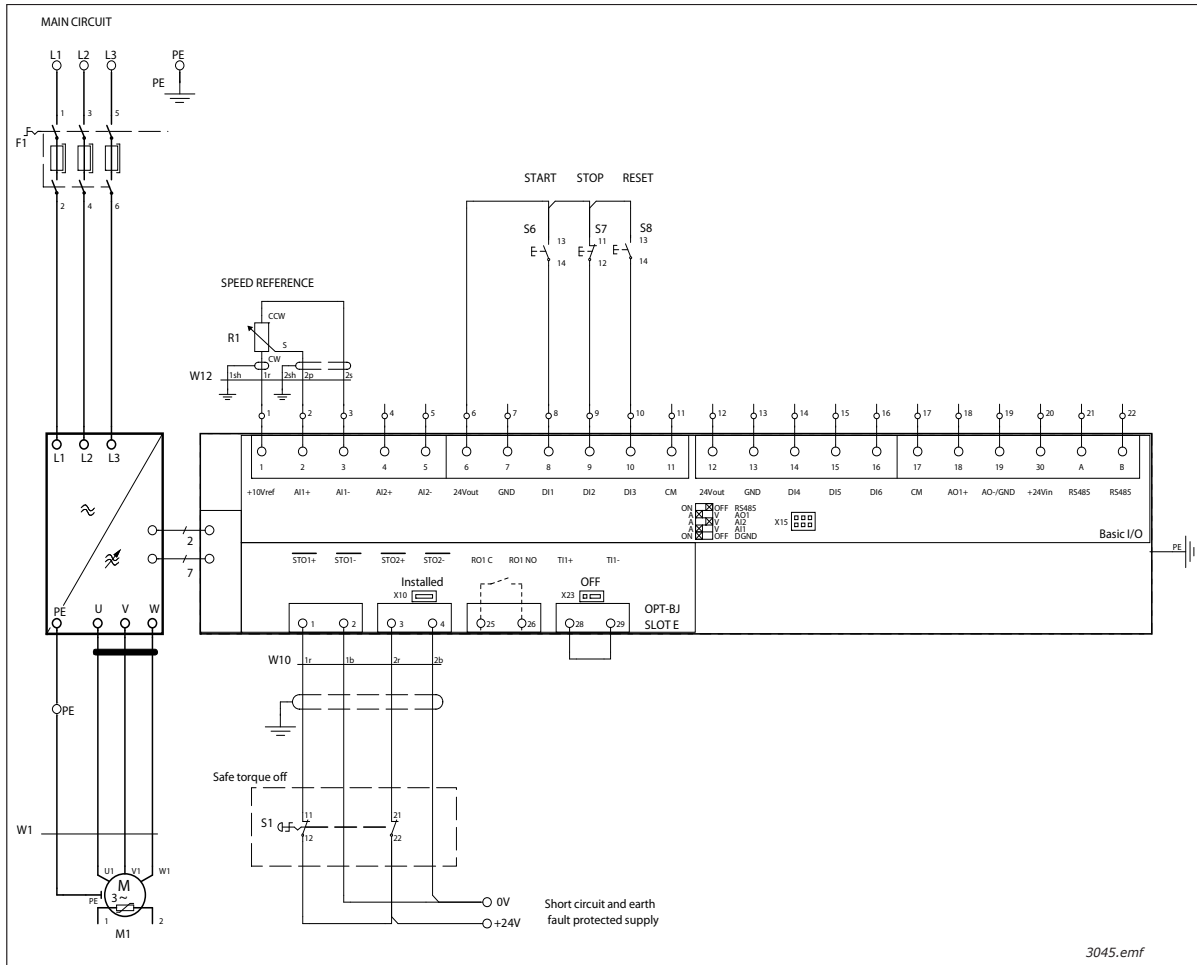 MAIN CIRCUIT
L1 L2 L3 PE
PE
1 3 5
F1
2 4 6
START STOP RESET
S6 S7 S8
13 11 13
14 12 14
SPEED REFERENCE
CCW
R1
S
CW
W12 1sh 1r 2sh 2p 2s
1 2 3 4 5 6 7 8 9 10 11 12 13 14 15 16 17 18 19 20 21 22
L1 L2 L3
1 2 3 4 5 6 7 8 9 10 11 12 13 14 15 16 17 18 19 30 A B
+10Vref AI1+ AI1- AI2+ AI2- 24Vout GND DI1 DI2 DI3 CM 24Vout GND DI4 DI5 DI6 CM AO1+ AO-/GND +24Vin RS485 RS485
ON OFF RS485
A V AO1
A V AI2
A V AI1
ON OFF DGND
X15
Basic I/O
2
7
PE
STO1+ STO1- STO2+ STO2- RO1 C RO1 NO TI1+ TI1-
Installed OFF
X10 X23
OPT-BJ
SLOT E
PE U V W
1 2 3 4 25 26 28 29
W10 1r 1b 2r 2b
PE
Safe torque off
S1
11 21
12 22
W1
U1 V1 W1
M
3~
PE
1 2
M1
0V
+24V
Short circuit and earth
fault protected supply
3045.emf